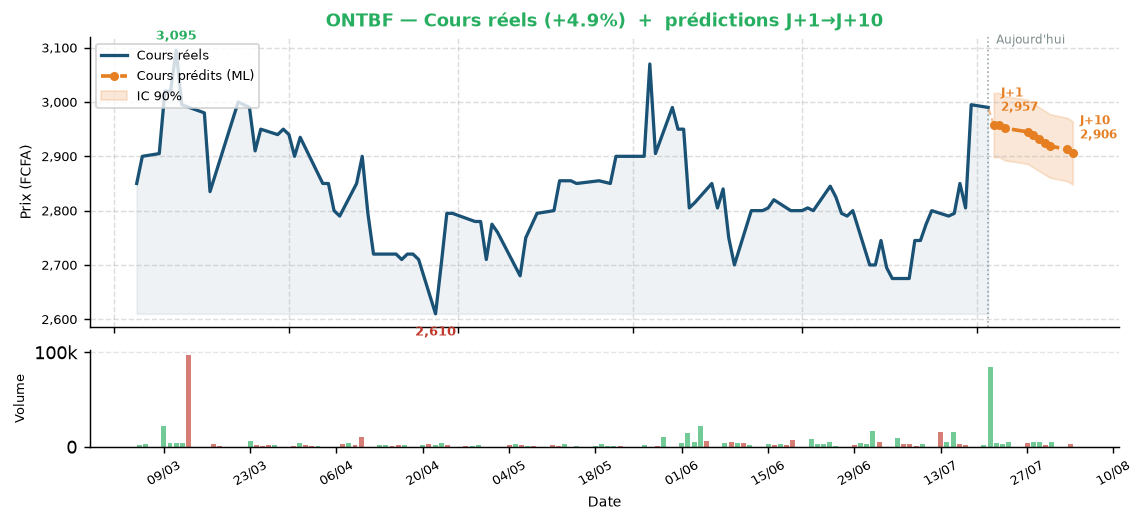 ONTBF — Cours réels (+4.9%)  +  prédictions J+1→J+10
3,095
Aujourd'hui
Cours réels
Cours prédits (ML)
IC 90%
J+1
2,957
J+10
2,906
2,610
Prix (FCFA)
3,100
3,000
2,900
2,800
2,700
2,600
Volume
100k
0
09/03
23/03
06/04
20/04
04/05
18/05
01/06
15/06
29/06
13/07
27/07
10/08
Date